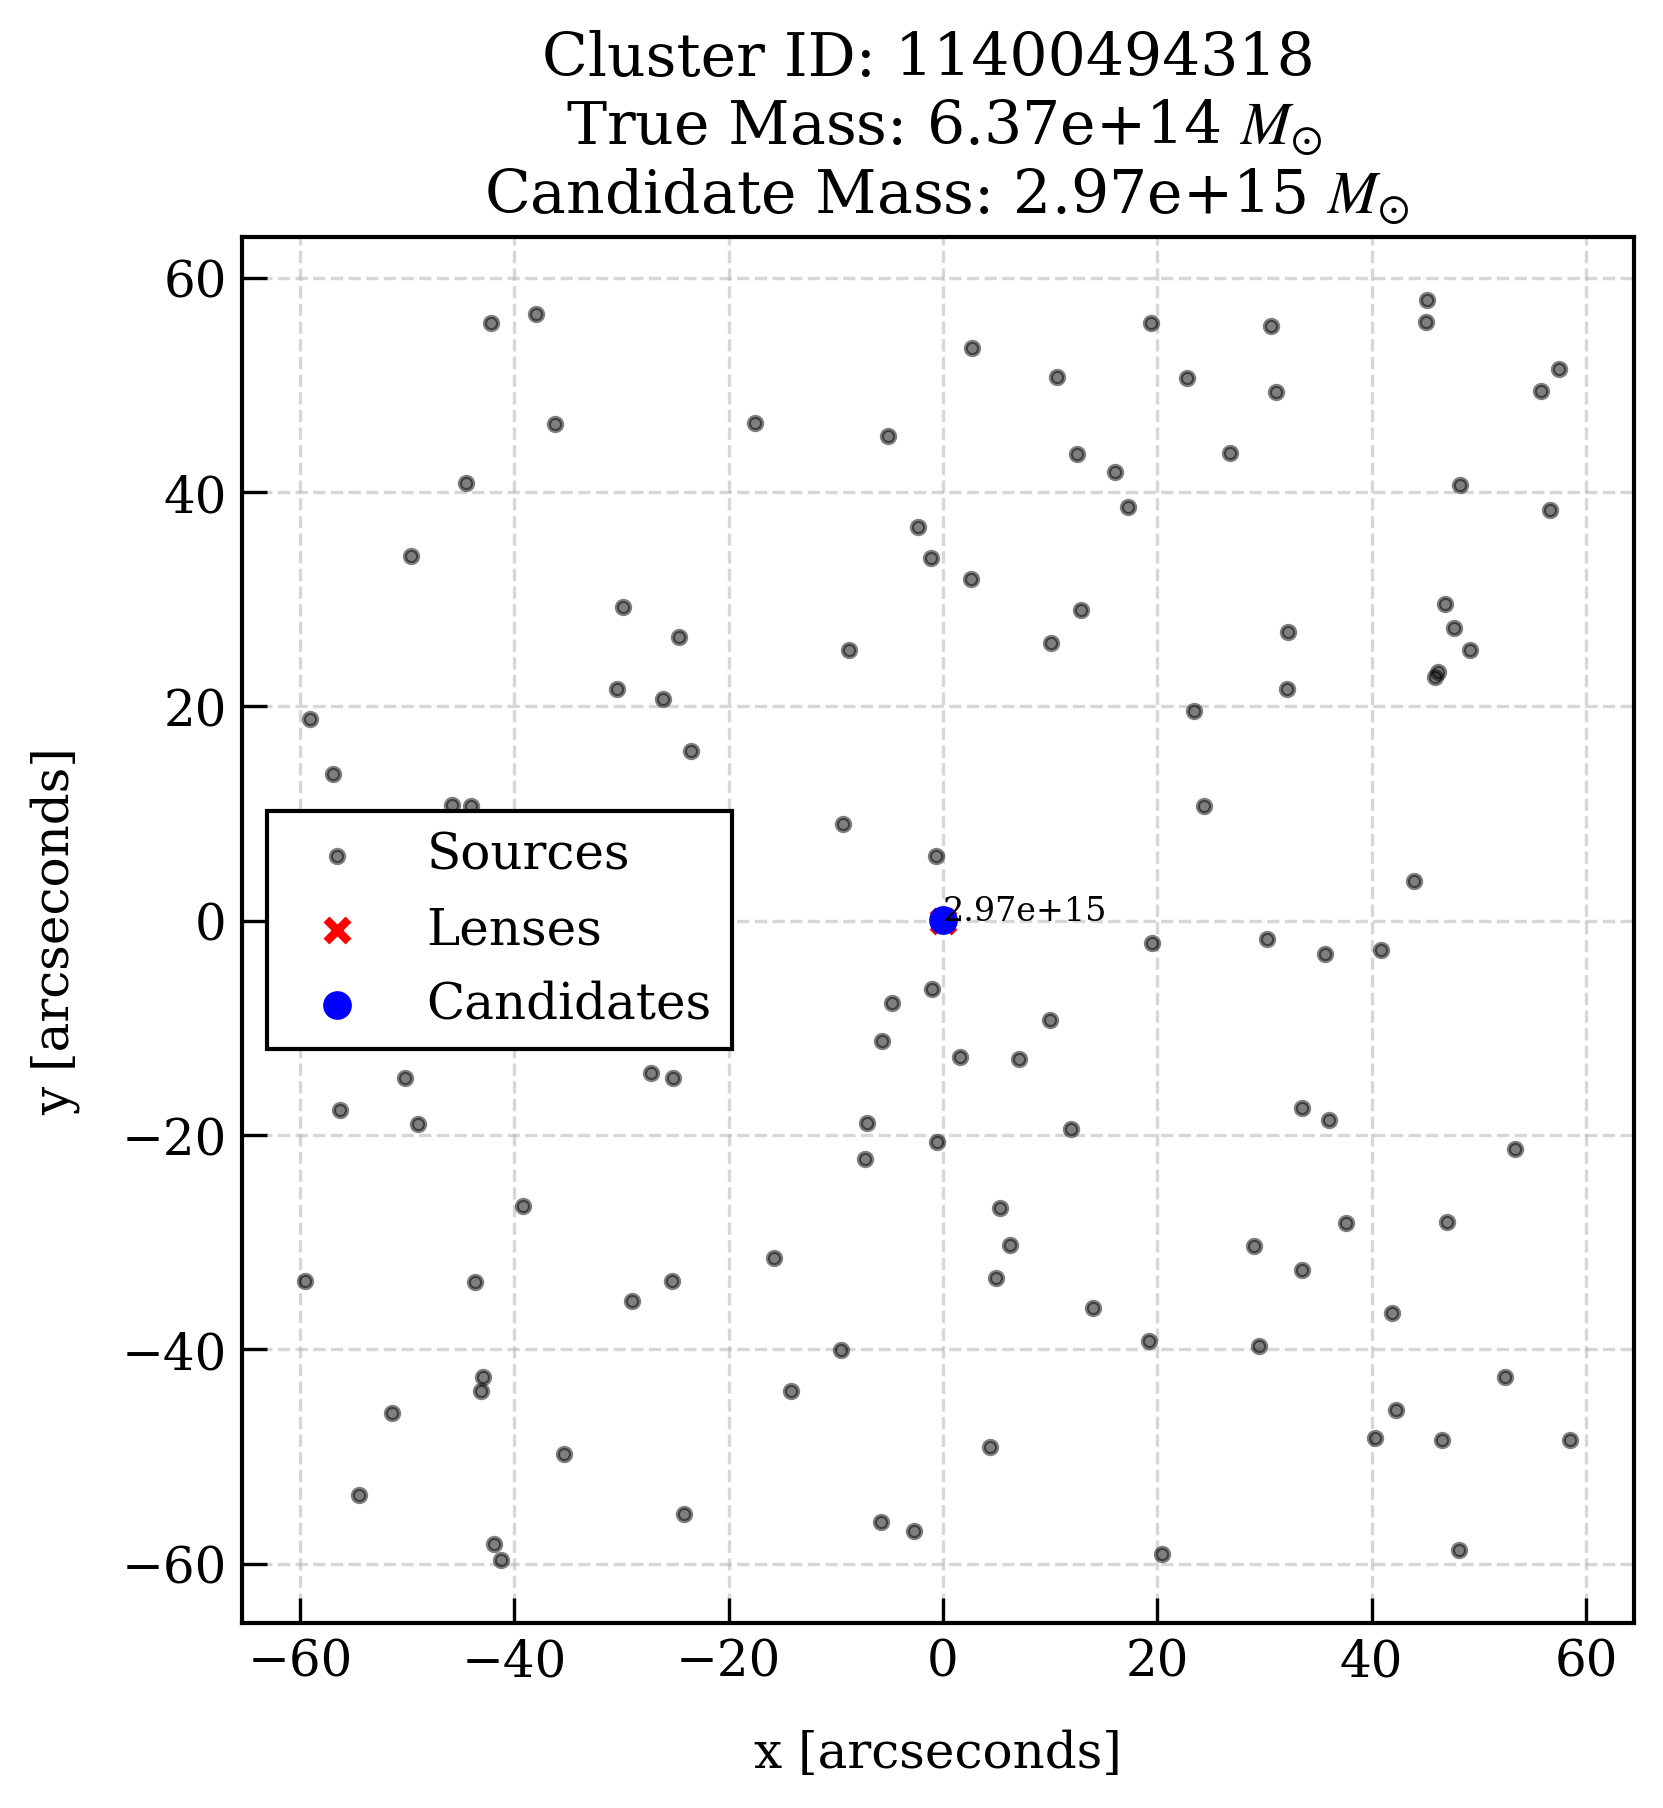 Cluster ID: 11400494318
True Mass: 6.37e+14 M⊙
Candidate Mass: 2.97e+15 M⊙
60
40
20
0
−20
−40
−60
y [arcseconds]
Sources
Lenses
Candidates
2.97e+15
−60 −40 −20 0 20 40 60
x [arcseconds]